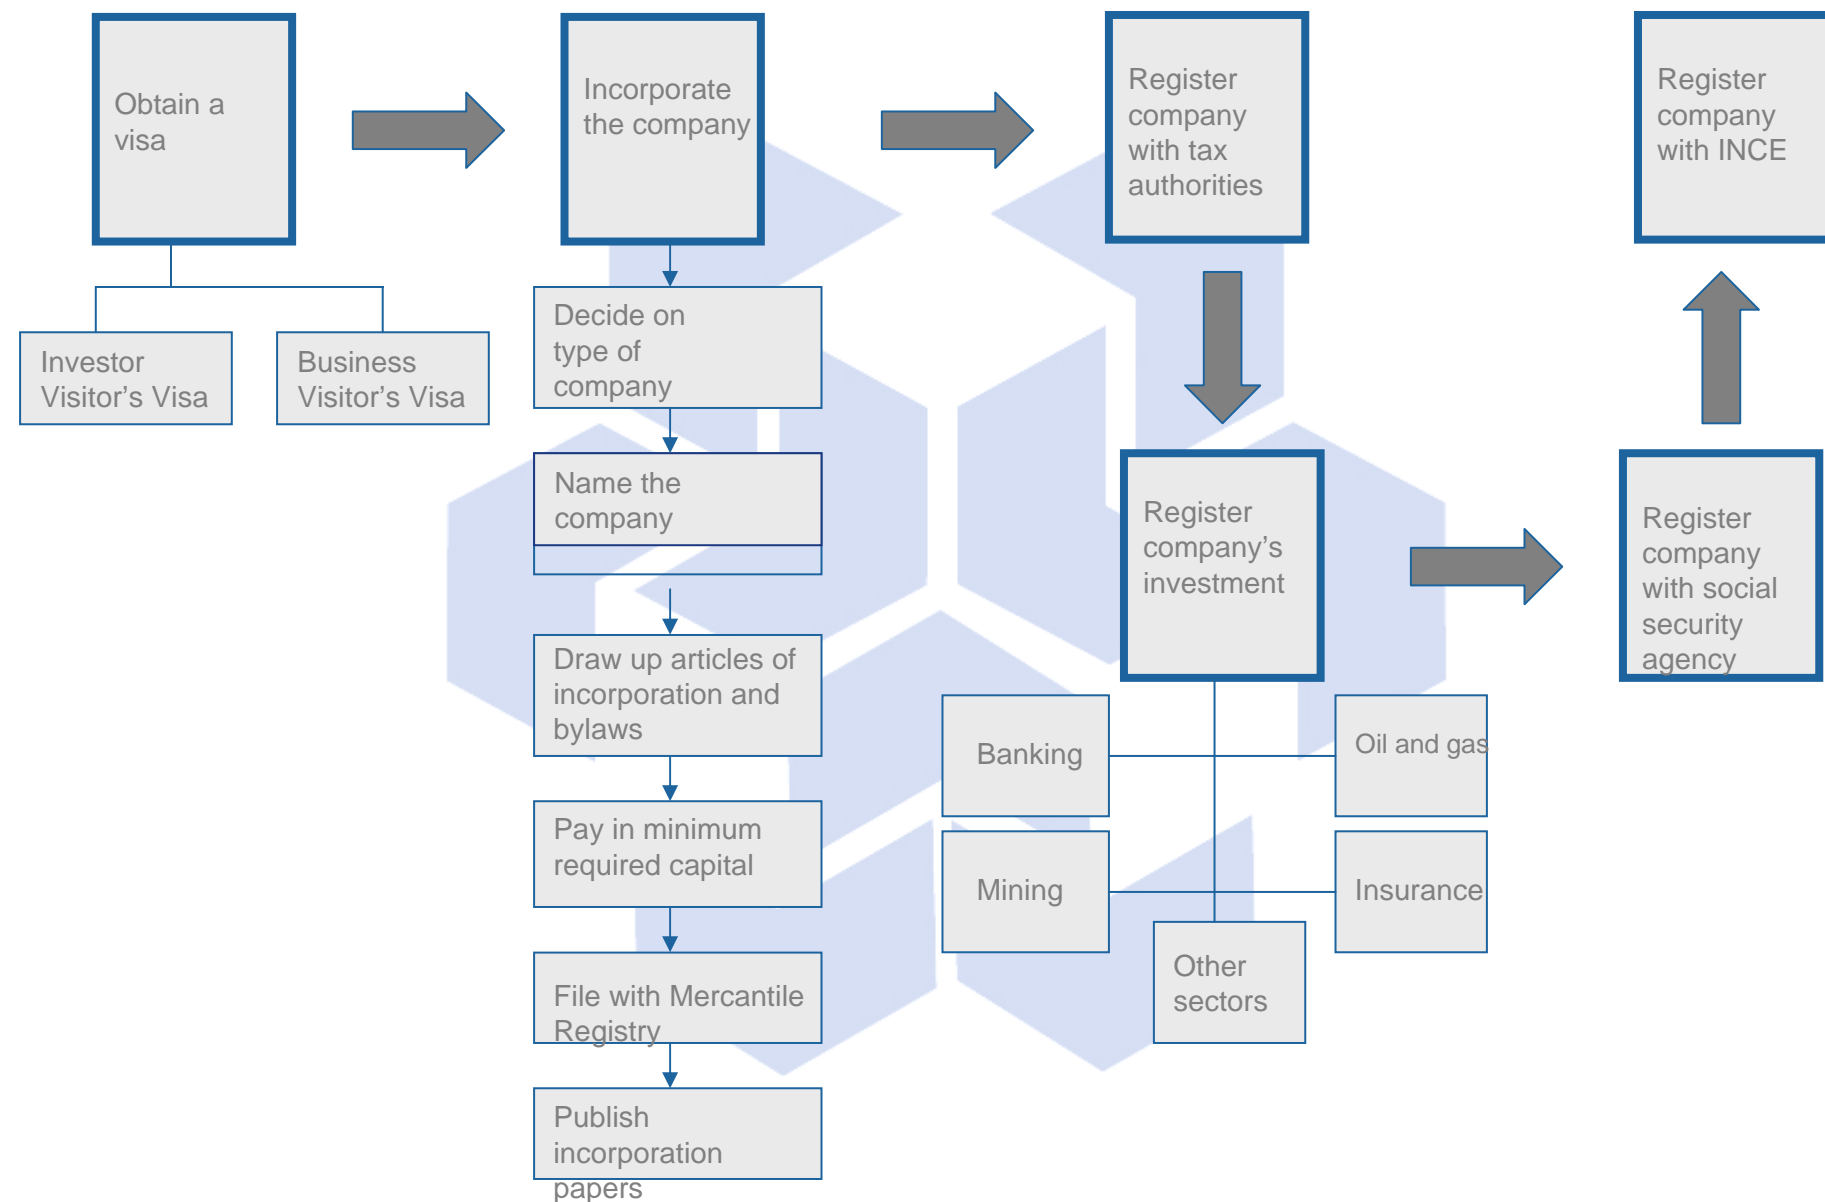 Obtain a
visa
Investor
Visitor's Visa
Business
Visitor's Visa
Incorporate
the company
Decide on
type of
company
Name the
company
Draw up articles of
incorporation and
bylaws
Pay in minimum
required capital
File with Mercantile
Registry
Publish
incorporation
papers
Register
company
with tax
authorities
Register
company's
investment
Banking
Oil and gas
Mining
Insurance
Other
sectors
Register
company
with social
security
agency
Register
company
with INCE